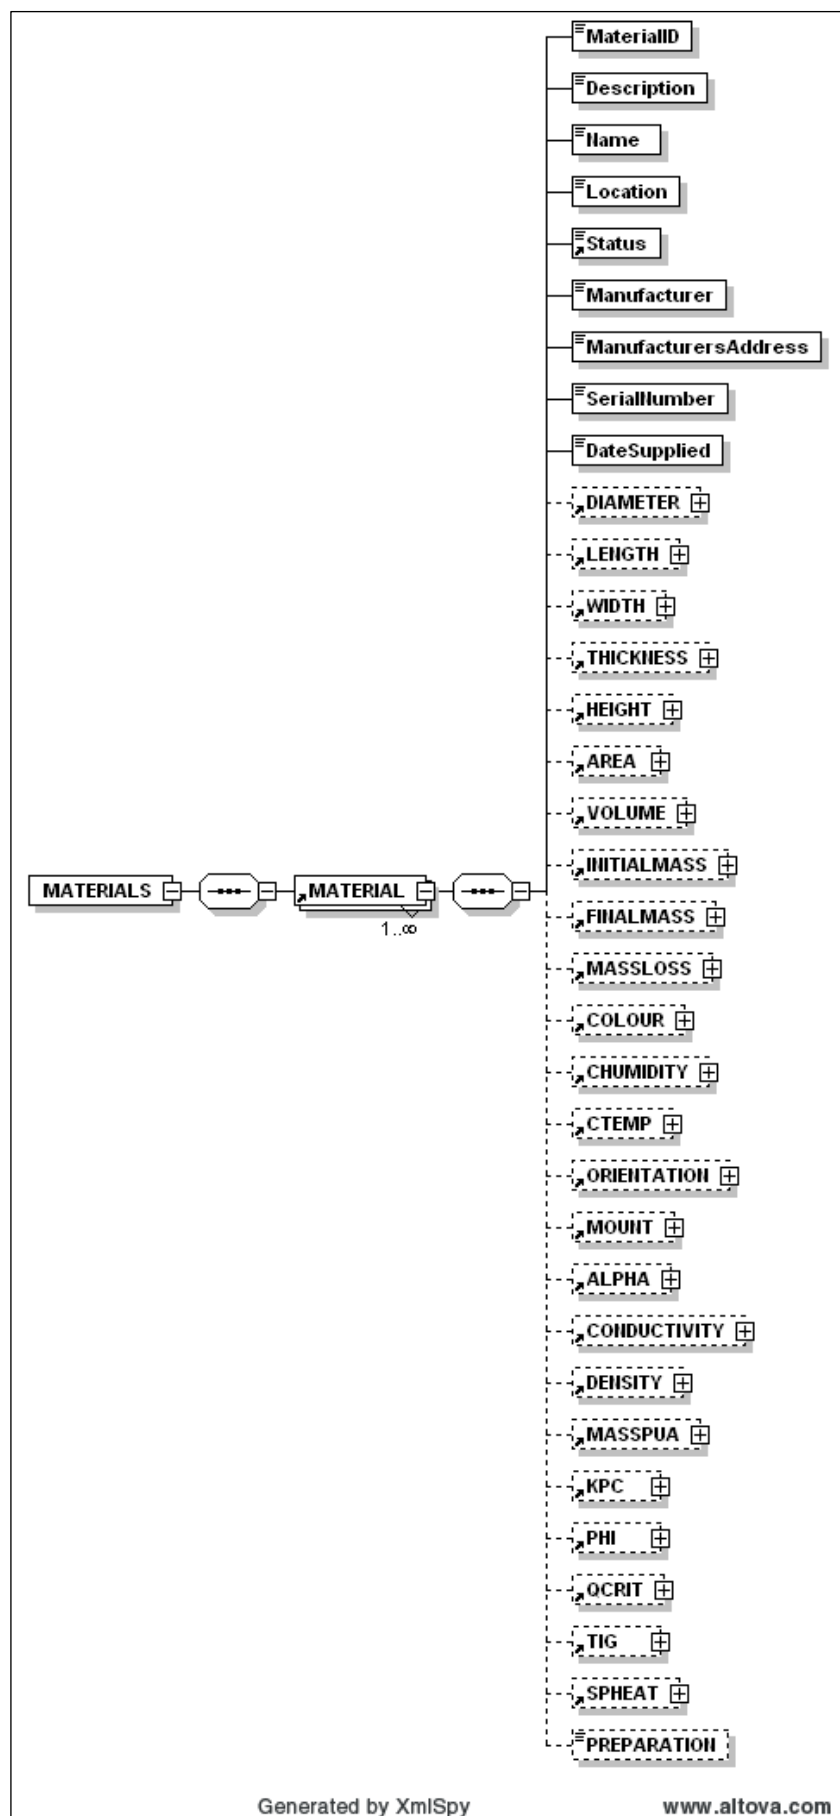 MaterialID
Description
Name
Location
Status
Manufacturer
ManufacturersAddress
SerialNumber
DateSupplied
DIAMETER
LENGTH
WIDTH
THICKNESS
HEIGHT
AREA
VOLUME
INITIALMASS
MATERIALS
MATERIAL
1..∞
FINALMASS
MASSLOSS
COLOUR
CHUMIDITY
CTEMP
ORIENTATION
MOUNT
ALPHA
CONDUCTIVITY
DENSITY
MASSPUA
KPC
PHI
QCRIT
TIG
SPHEAT
PREPARATION
Generated by XmlSpy www.altova.com